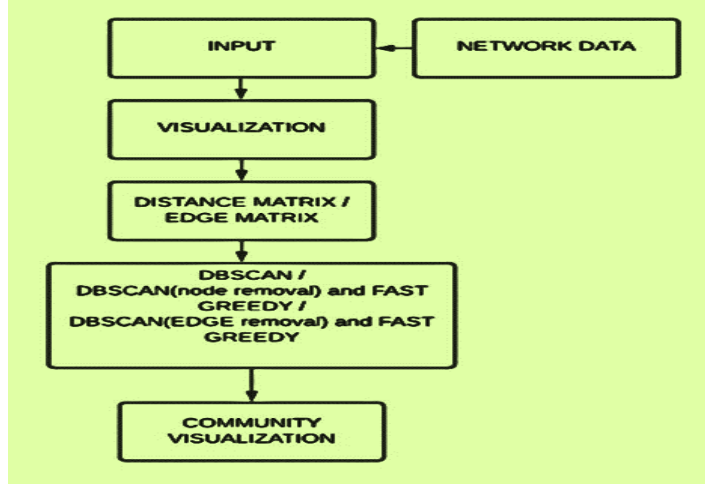 INPUT
NETWORK DATA
VISUALIZATION
DISTANCE MATRIX /
EDGE MATRIX
DBSCAN /
DBSCAN(node removal) and FAST
GREEDY /
DBSCAN(EDGE removal) and FAST
GREEDY
COMMUNITY
VISUALIZATION